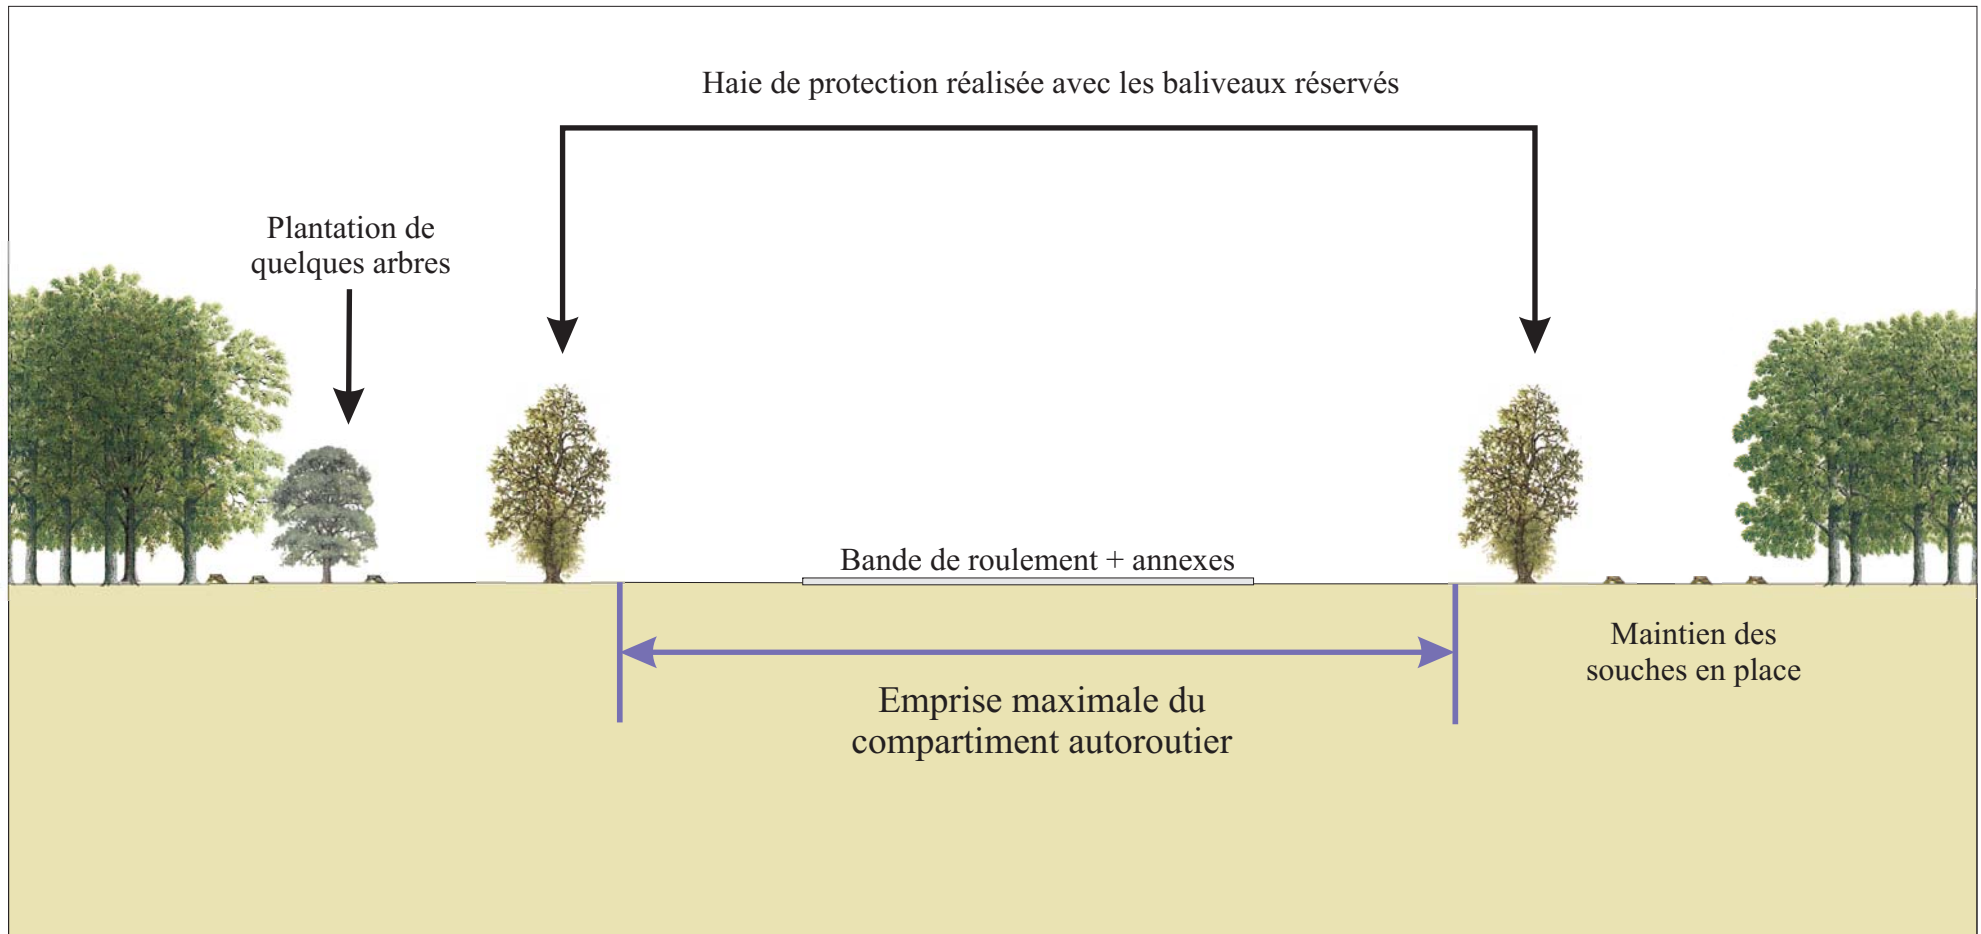 Haie de protection réalisée avec les baliveaux réservés
Plantation de
quelques arbres
Bande de roulement + annexes
Maintien des
souches en place
Emprise maximale du
compartiment autoroutier